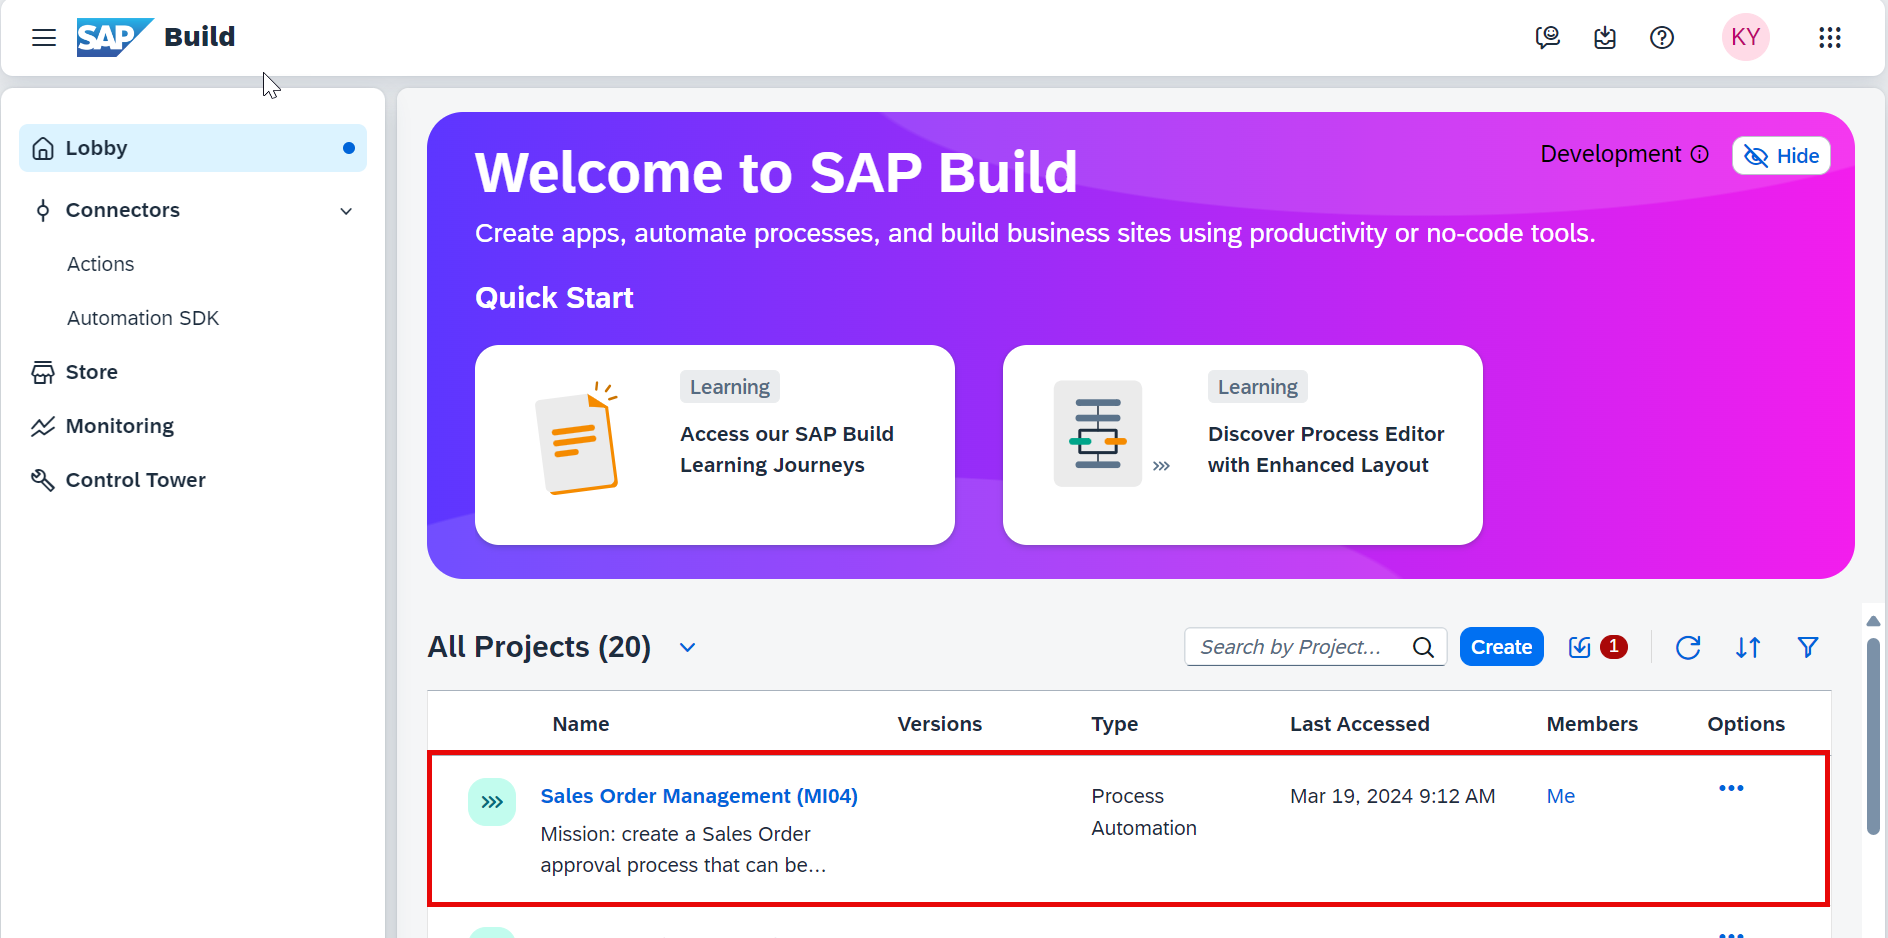 SAP Build
KY
Lobby
Connectors
Actions
Automation SDK
Store
Monitoring
Control Tower
Welcome to SAP Build
Development
Hide
Create apps, automate processes, and build business sites using productivity or no-code tools.
Quick Start
Learning
Access our SAP Build
Learning Journeys
Learning
Discover Process Editor
with Enhanced Layout
All Projects (20)
Search by Project...
Create
1
Name Versions Type Last Accessed Members Options
Sales Order Management (MI04)
Mission: create a Sales Order
approval process that can be...
Process
Automation
Mar 19, 2024 9:12 AM
Me